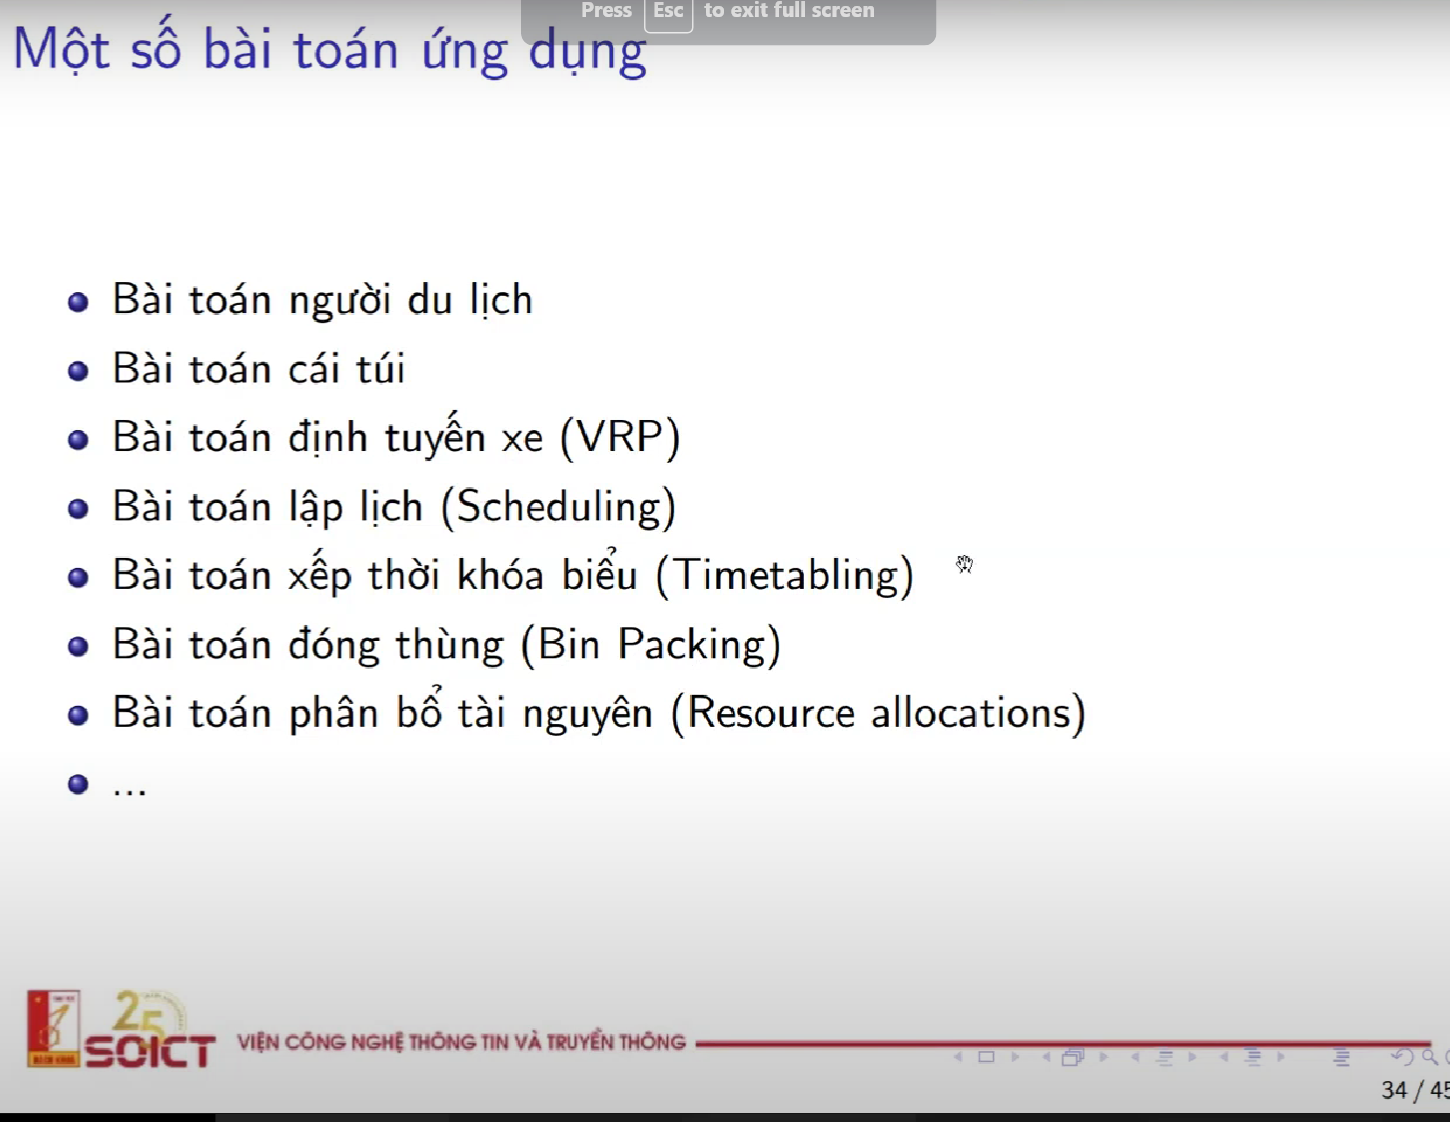 Press Esc to exit full screen
Một số bài toán ứng dụng
Bài toán người du lịch
Bài toán cái túi
Bài toán định tuyến xe (VRP)
Bài toán lập lịch (Scheduling)
Bài toán xếp thời khóa biểu (Timetabling)
Bài toán đóng thùng (Bin Packing)
Bài toán phân bổ tài nguyên (Resource allocations)
...
25
SOICT
VIỆN CÔNG NGHỆ THÔNG TIN VÀ TRUYỀN THÔNG
34 / 45